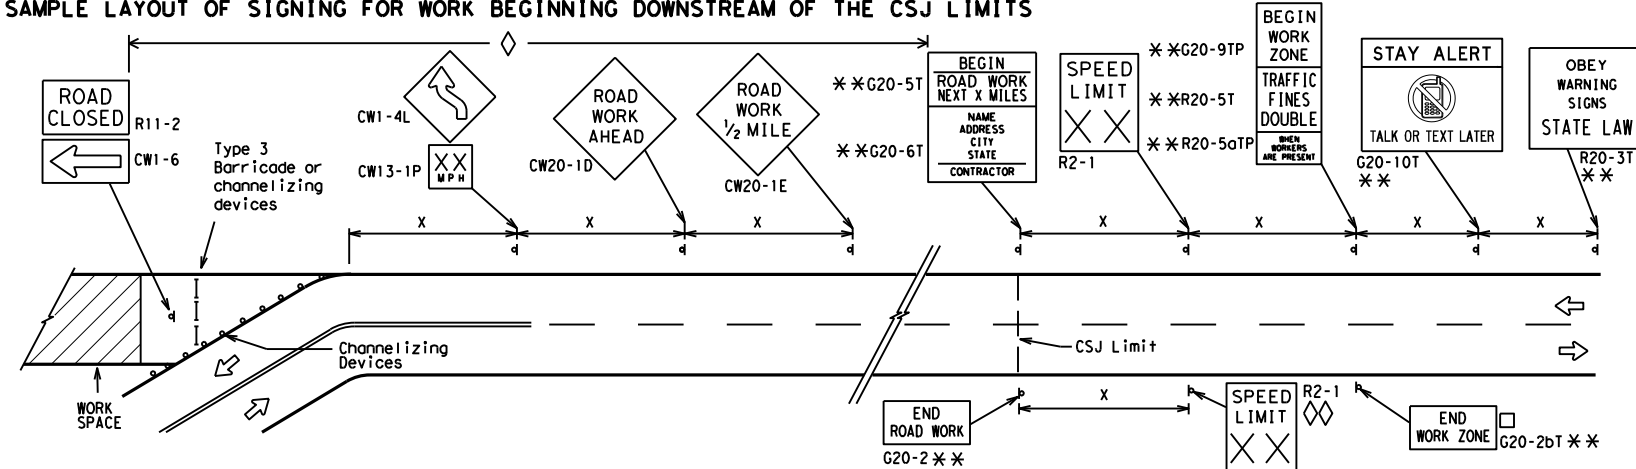 SAMPLE LAYOUT OF SIGNING FOR WORK BEGINNING DOWNSTREAM OF THE CSJ LIMITS
ROAD
CLOSED
R11-2
CW1-6
Type 3
Barricade or
channelizing
devices
CW1-4L
CW13-1P
XX
MPH
ROAD
WORK
AHEAD
CW20-1D
ROAD
WORK
1/2 MILE
CW20-1E
**G20-5T
BEGIN
ROAD WORK
NEXT X MILES
**G20-6T
NAME
ADDRESS
CITY
STATE
CONTRACTOR
SPEED
LIMIT
XX
R2-1
**G20-9TP
BEGIN
WORK
ZONE
**R20-5T
TRAFFIC
FINES
DOUBLE
**R20-5aTP
WHEN
WORKERS
ARE PRESENT
STAY ALERT
TALK OR TEXT LATER
G20-10T
**
OBEY
WARNING
SIGNS
STATE LAW
R20-3T
**
X
X
X
X
X
X
X
Channelizing
Devices
CSJ Limit
WORK
SPACE
X
END
ROAD WORK
G20-2**
SPEED
LIMIT
XX
R2-1
END
WORK ZONE
G20-2bT**